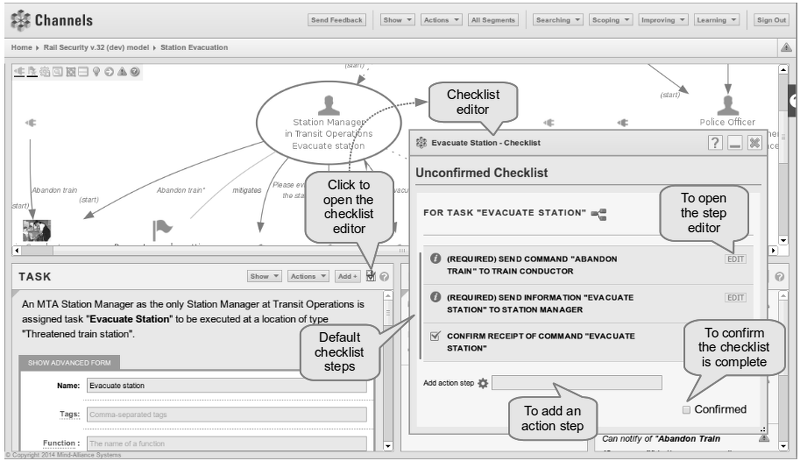 Channels
Send Feedback
Show
Actions
All Segments
Searching
Scoping
Improving
Learning
Sign Out
Home
Rail Security v.32 (dev) model
Station Evacuation
(start)
(start)
Station Manager
in Transit Operations
Evacuate station
Police Officer
Abandon train
(start)
Abandon train"
mitigates
start)
Checklist
editor
Click to
open the
checklist
editor
Evacuate Station - Checklist
?
Unconfirmed Checklist
FOR TASK "EVACUATE STATION"
To open
the step
editor
(REQUIRED) SEND COMMAND "ABANDON
TRAIN" TO TRAIN CONDUCTOR
EDIT
(REQUIRED) SEND INFORMATION "EVACUATE
STATION" TO STATION MANAGER
EDIT
CONFIRM RECEIPT OF COMMAND "EVACUATE
STATION"
To confirm
the checklist
is complete
Add action step
To add an
action step
Confirmed
Default
checklist
steps
TASK
Show
Actions
Add +
An MTA Station Manager as the only Station Manager at Transit Operations is
assigned task "Evacuate Station" to be executed at a location of type
"Threatened train station".
SHOW ADVANCED FORM
Name:
Evacuate station
Tags:
Comma-separated tags
Function :
The name of a function
Can notify of "Abandon Train
© Copyright 2014 Mind-Alliance Systems